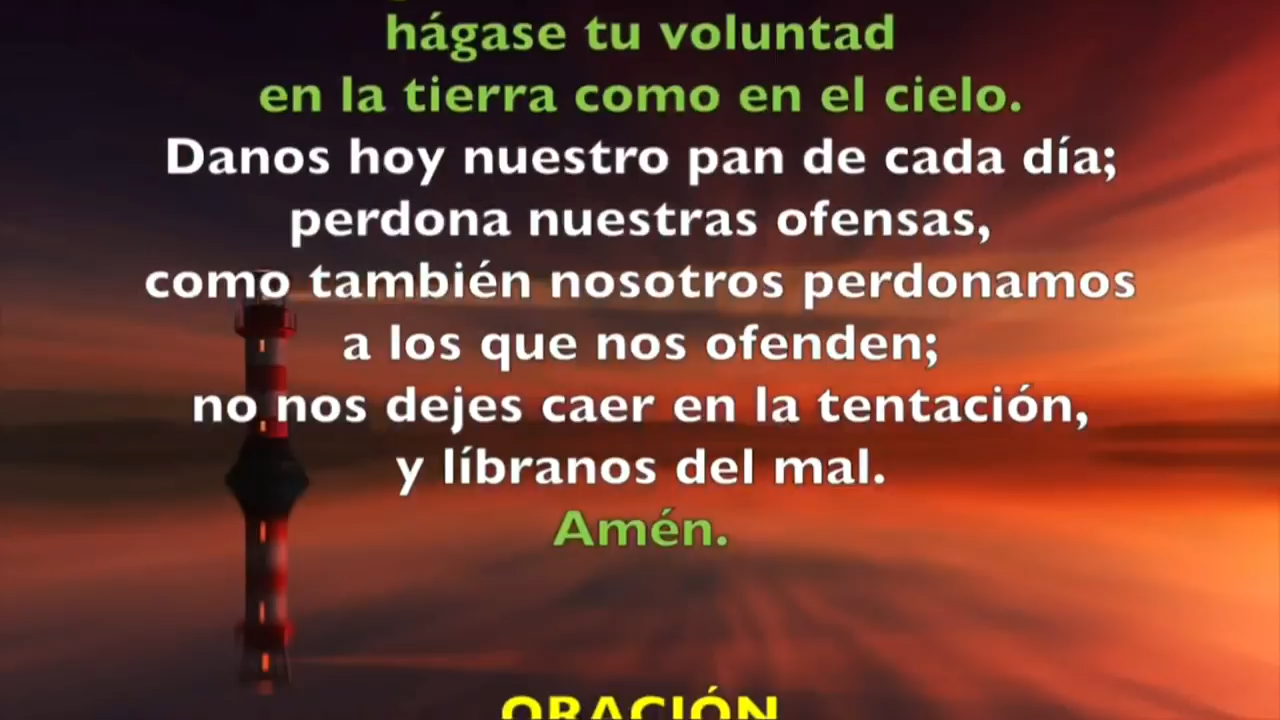 hágase tu voluntad
en la tierra como en el cielo.
Danos hoy nuestro pan de cada día;
perdona nuestras ofensas,
como también nosotros perdonamos
a los que nos ofenden;
no nos dejes caer en la tentación,
y líbranos del mal.
Amén.
ORACIÓN